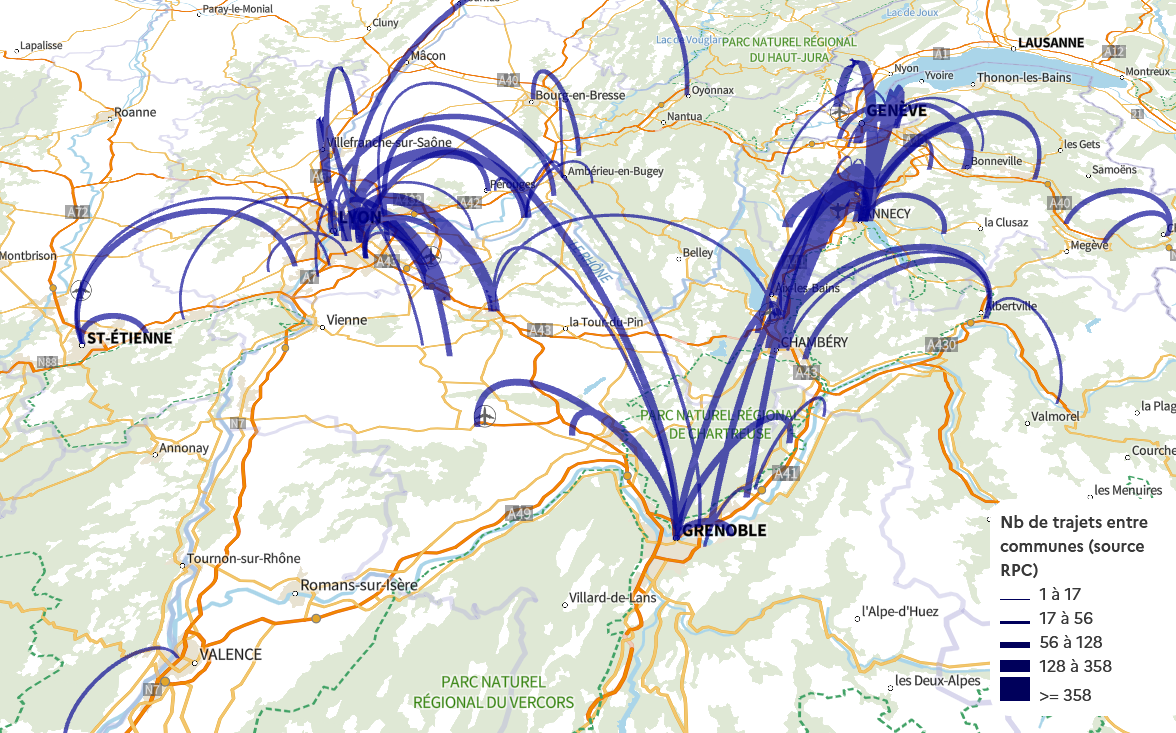 Paray-le-Monial
Cluny
Lac de Joux
Lapalisse
Mâcon
Lac de Vouglans
PARC NATUREL RÉGIONAL
DU HAUT-JURA
LAUSANNE
A1
A12
Nyon
Yvoire
Thonon-les-Bains
Montreux
A40
Bourg-en-Bresse
Oyonnax
Roanne
Nantua
GENÈVE
21
Villefranche-sur-Saône
les Gets
Bonneville
Samoëns
Ambérieu-en-Bugey
Pérouges
A72
A42
A40
LYON
ANNECY
la Clusaz
Megève
Montbrison
Belley
LE RHÔNE
A7
Aix-les-Bains
Albertville
ST-ÉTIENNE
Vienne
A43
la Tour-du-Pin
CHAMBÉRY
A430
N88
A43
PARC NATUREL RÉGIONAL
DE CHARTREUSE
Valmorel
la Plag
N7
Annonay
Courche
A41
les Menuires
A49
GRENOBLE
Nb de trajets entre
communes (source
RPC)
1 à 17
17 à 56
56 à 128
128 à 358
>= 358
Tournon-sur-Rhône
Romans-sur-Isère
Villard-de-Lans
l'Alpe-d'Huez
VALENCE
N7
PARC NATUREL
RÉGIONAL DU VERCORS
les Deux-Alpes